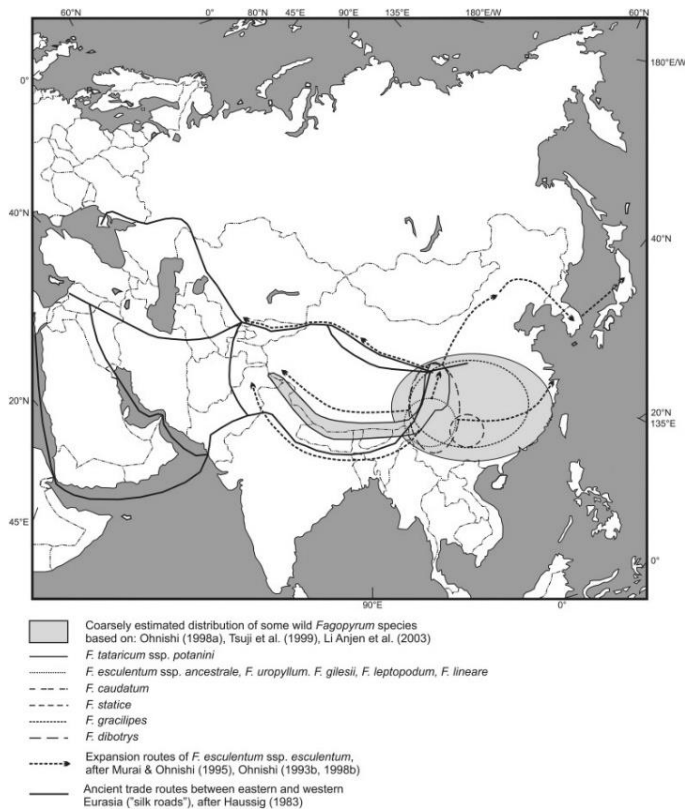 60°N 0° 80°N 45°E 90°E 135°E 180°/W 60°N
180°E/W
0°
40°N
40°N
20°N
20°N
135°E
45°E
0°
90°E 0°
Coarsely estimated distribution of some wild Fagopyrum species
based on: Ohnishi (1998a), Tsuji et al. (1999), Li Anjen et al. (2003)
F. tataricum ssp. potanini
F. esculentum ssp. ancestrale, F. uropyllum. F. gilesii, F. leptopodum, F. lineare
F. caudatum
F. statice
F. gracilipes
F. dibotrys
Expansion routes of F. esculentum ssp. esculentum,
after Murai & Ohnishi (1995), Ohnishi (1993b, 1998b)
Ancient trade routes between eastern and western
Eurasia ("silk roads"), after Haussig (1983)